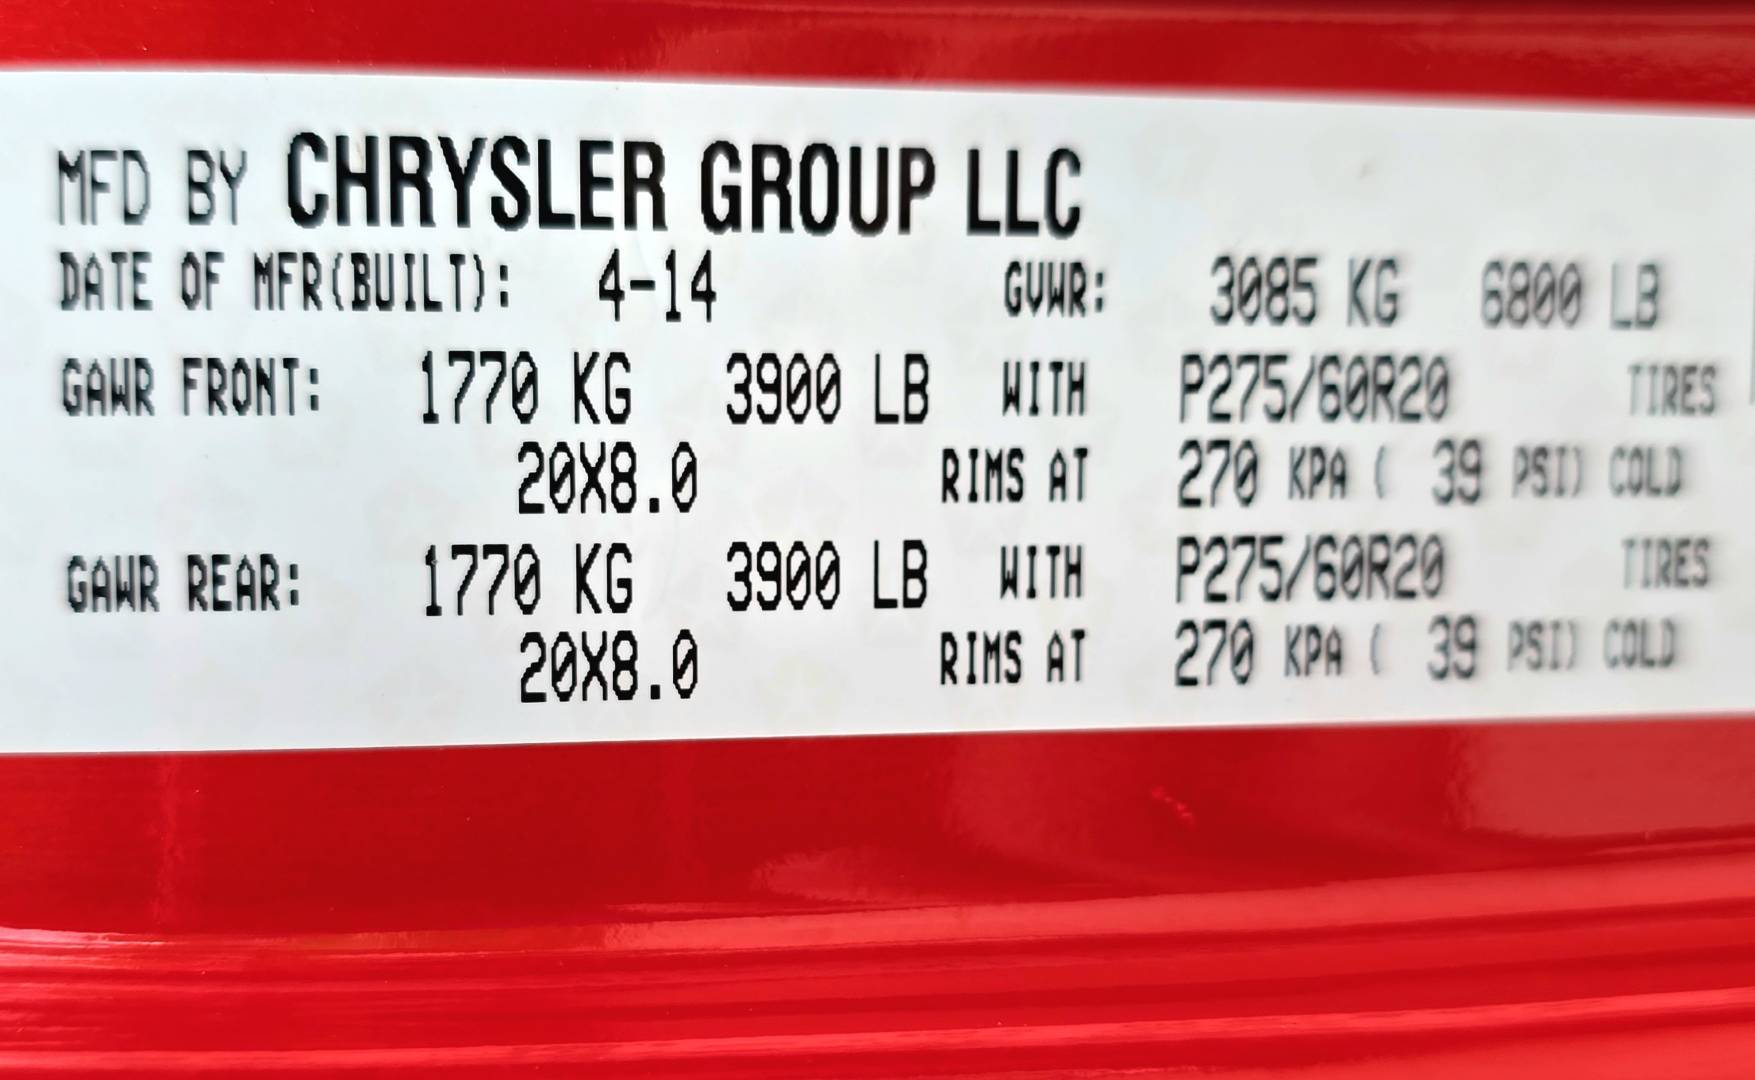 MFD BY CHRYSLER GROUP LLC
DATE OF MFR(BUILT): 4-14 GVWR: 3085 KG 6800 LB
GAWR FRONT: 1770 KG 3900 LB WITH P275/60R20 TIRES
20X8.0 RIMS AT 270 KPA ( 39 PSI) COLD
GAWR REAR: 1770 KG 3900 LB WITH P275/60R20 TIRES
20X8.0 RIMS AT 270 KPA ( 39 PSI) COLD